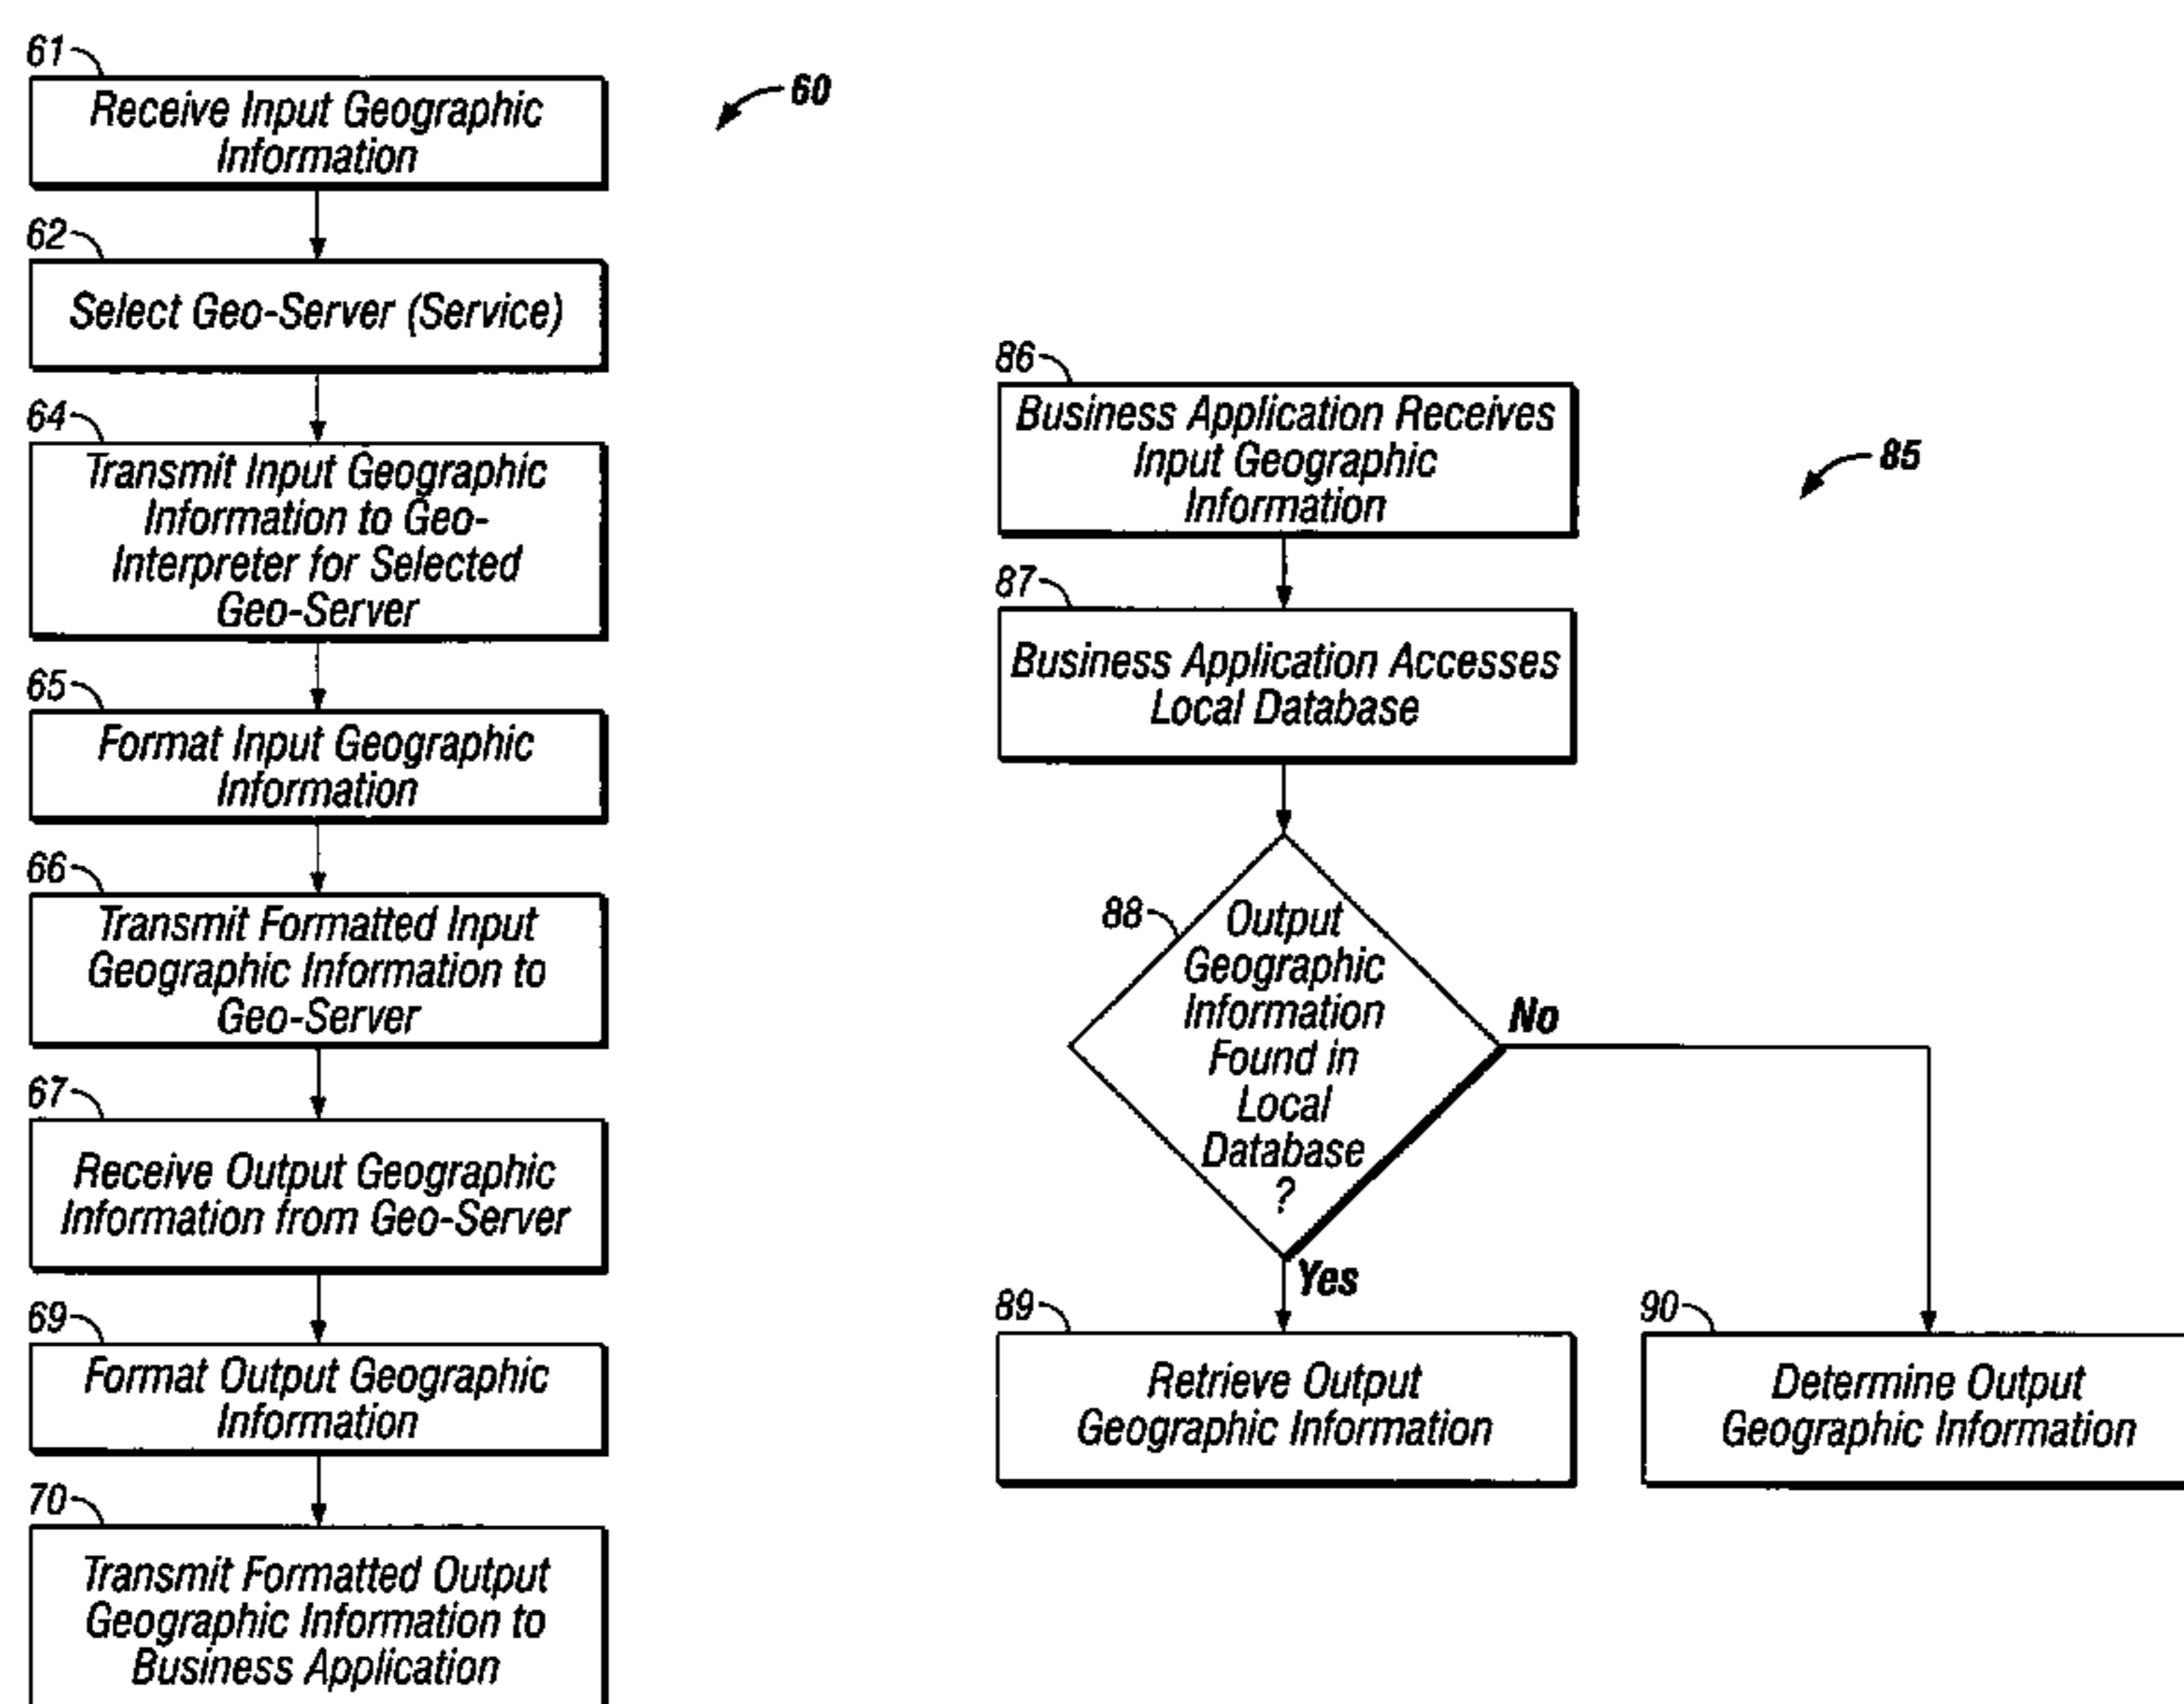 61
Receive Input Geographic
Information
60
62
Select Geo-Server (Service)
64
Transmit Input Geographic
Information to Geo-
Interpreter for Selected
Geo-Server
65
Format Input Geographic
Information
66
Transmit Formatted Input
Geographic Information to
Geo-Server
67
Receive Output Geographic
Information from Geo-Server
69
Format Output Geographic
Information
70
Transmit Formatted Output
Geographic Information to
Business Application
86
Business Application Receives
Input Geographic
Information
85
87
Business Application Accesses
Local Database
88
Output
Geographic
Information
Found in
Local
Database
?
No
Yes
89
Retrieve Output
Geographic Information
90
Determine Output
Geographic Information